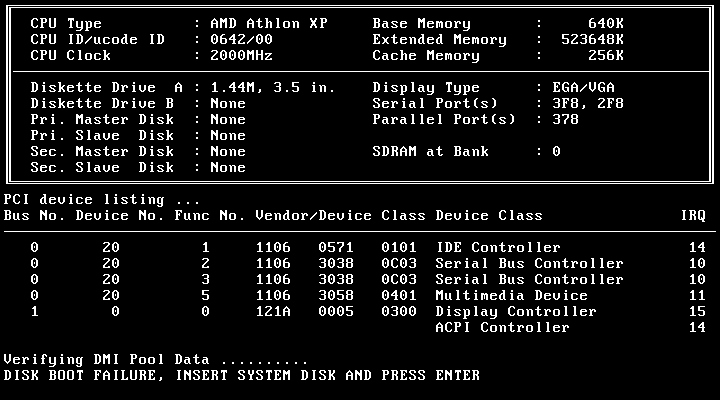 CPU Type : AMD Athlon XP Base Memory : 640K
CPU ID/ucode ID : 0642/00 Extended Memory : 523648K
CPU Clock : 2000MHz Cache Memory : 256K
Diskette Drive A : 1.44M, 3.5 in. Display Type : EGA/VGA
Diskette Drive B : None Serial Port(s) : 3F8, 2F8
Pri. Master Disk : None Parallel Port(s) : 378
Pri. Slave Disk : None
Sec. Master Disk : None SDRAM at Bank : 0
Sec. Slave Disk : None
PCI device listing ...
Bus No. Device No. Func No. Vendor/Device Class Device Class IRQ
0 20 1 1106 0571 0101 IDE Controller 14
0 20 2 1106 3038 0C03 Serial Bus Controller 10
0 20 3 1106 3038 0C03 Serial Bus Controller 10
0 20 5 1106 3058 0401 Multimedia Device 11
1 0 0 121A 0005 0300 Display Controller 15
ACPI Controller 14
Verifying DMI Pool Data ..........
DISK BOOT FAILURE, INSERT SYSTEM DISK AND PRESS ENTER